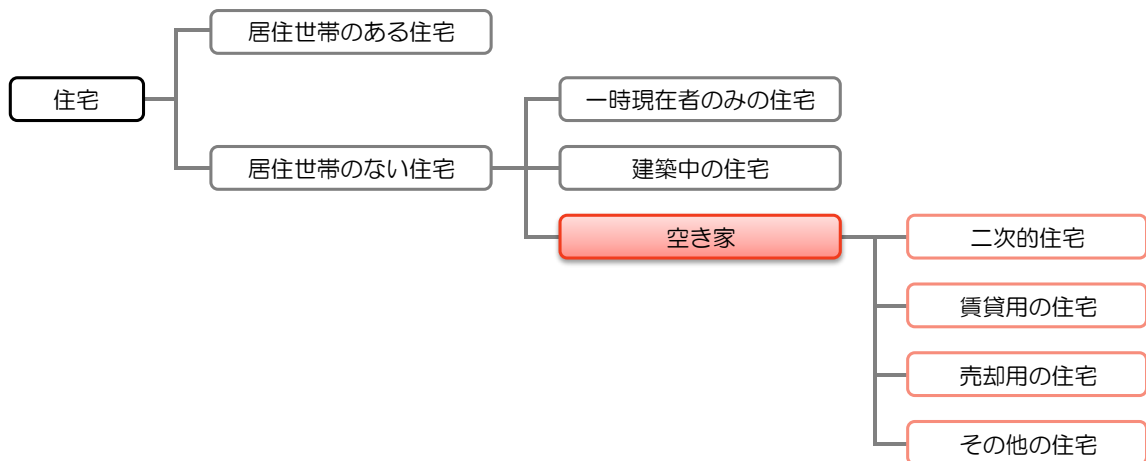 住宅
居住世帯のある住宅
居住世帯のない住宅
一時現在者のみの住宅
建築中の住宅
空き家
二次的住宅
賃貸用の住宅
売却用の住宅
その他の住宅